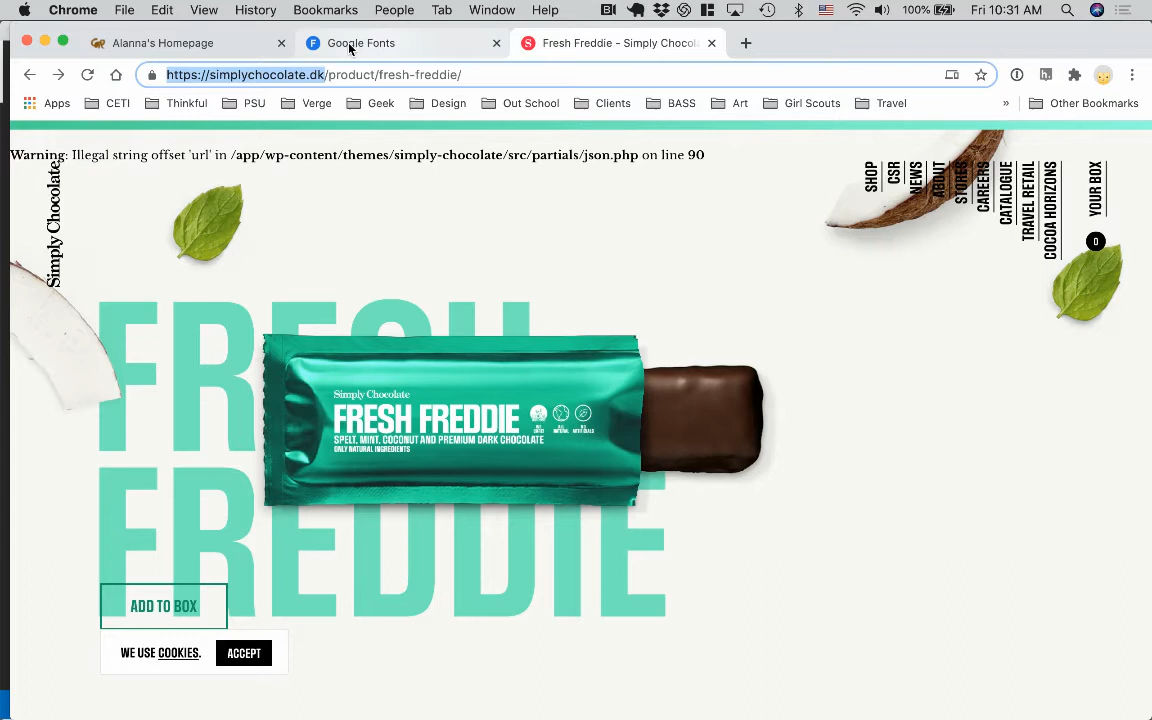 Chrome File Edit View History Bookmarks People Tab Window Help 100% Fri 10:31 AM
Alanna's Homepage Google Fonts Fresh Freddie – Simply Chocol
https://simplychocolate.dk/product/fresh-freddie/
Apps CETI Thinkful PSU Verge Geek Design Out School Clients BASS Art Girl Scouts Travel » Other Bookmarks
Warning: Illegal string offset 'url' in /app/wp-content/themes/simply-chocolate/src/partials/json.php on line 90
Simply Chocolate.
SHOP
CSR
NEWS
ABOUT
STORES
CAREERS
CATALOGUE
TRAVEL RETAIL
COCOA HORIZONS
YOUR BOX
0
FRESH
FREDDIE
Simply Chocolate
FRESH FREDDIE
SPELT, MINT, COCONUT AND PREMIUM DARK CHOCOLATE
ONLY NATURAL INGREDIENTS
ADD TO BOX
WE USE COOKIES. ACCEPT